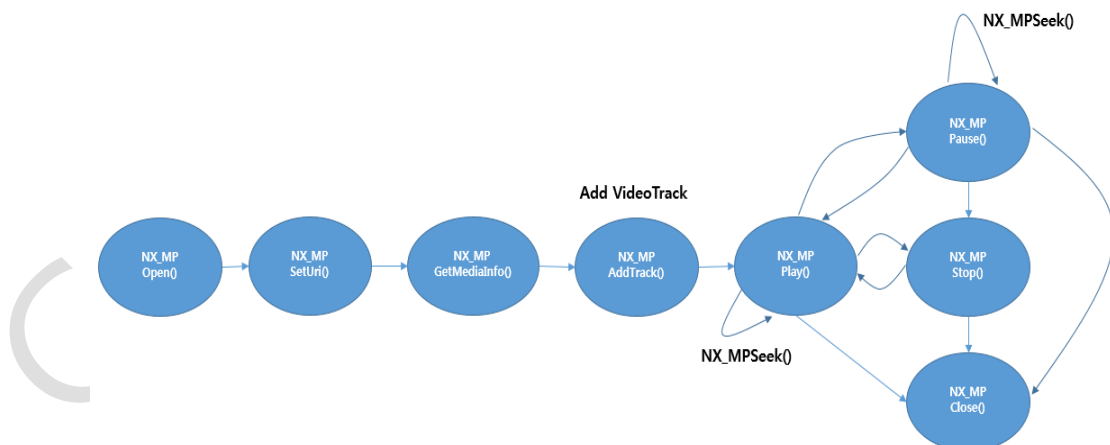 NX_MPSeek()
NX_MP
Pause()
Add VideoTrack
NX_MP
Open()
NX_MP
SetUri()
NX_MP
GetMediaInfo()
NX_MP
AddTrack()
NX_MP
Play()
NX_MP
Stop()
NX_MPSeek()
NX_MP
Close()